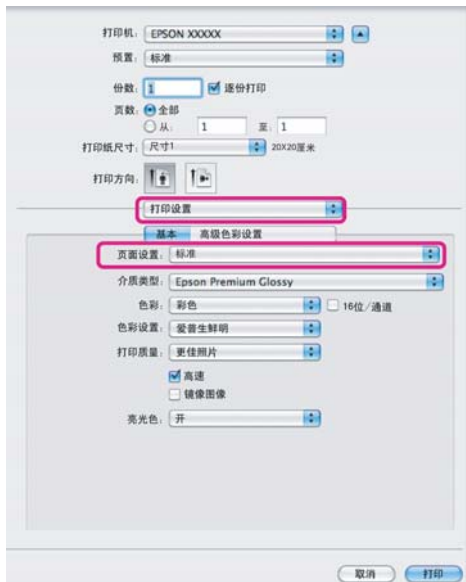 打印机: EPSON XXXXX
预置: 标准
份数: 1 逐份打印
页数: 全部
从: 1 至: 1
打印纸尺寸: 尺寸1 20X20厘米
打印方向:
打印设置
基本 高级色彩设置
页面设置: 标准
介质类型: Epson Premium Glossy
色彩: 彩色 16位/通道
色彩设置: 爱普生鲜明
打印质量: 更佳照片
高速
镜像图像
亮光色: 开
取消 打印